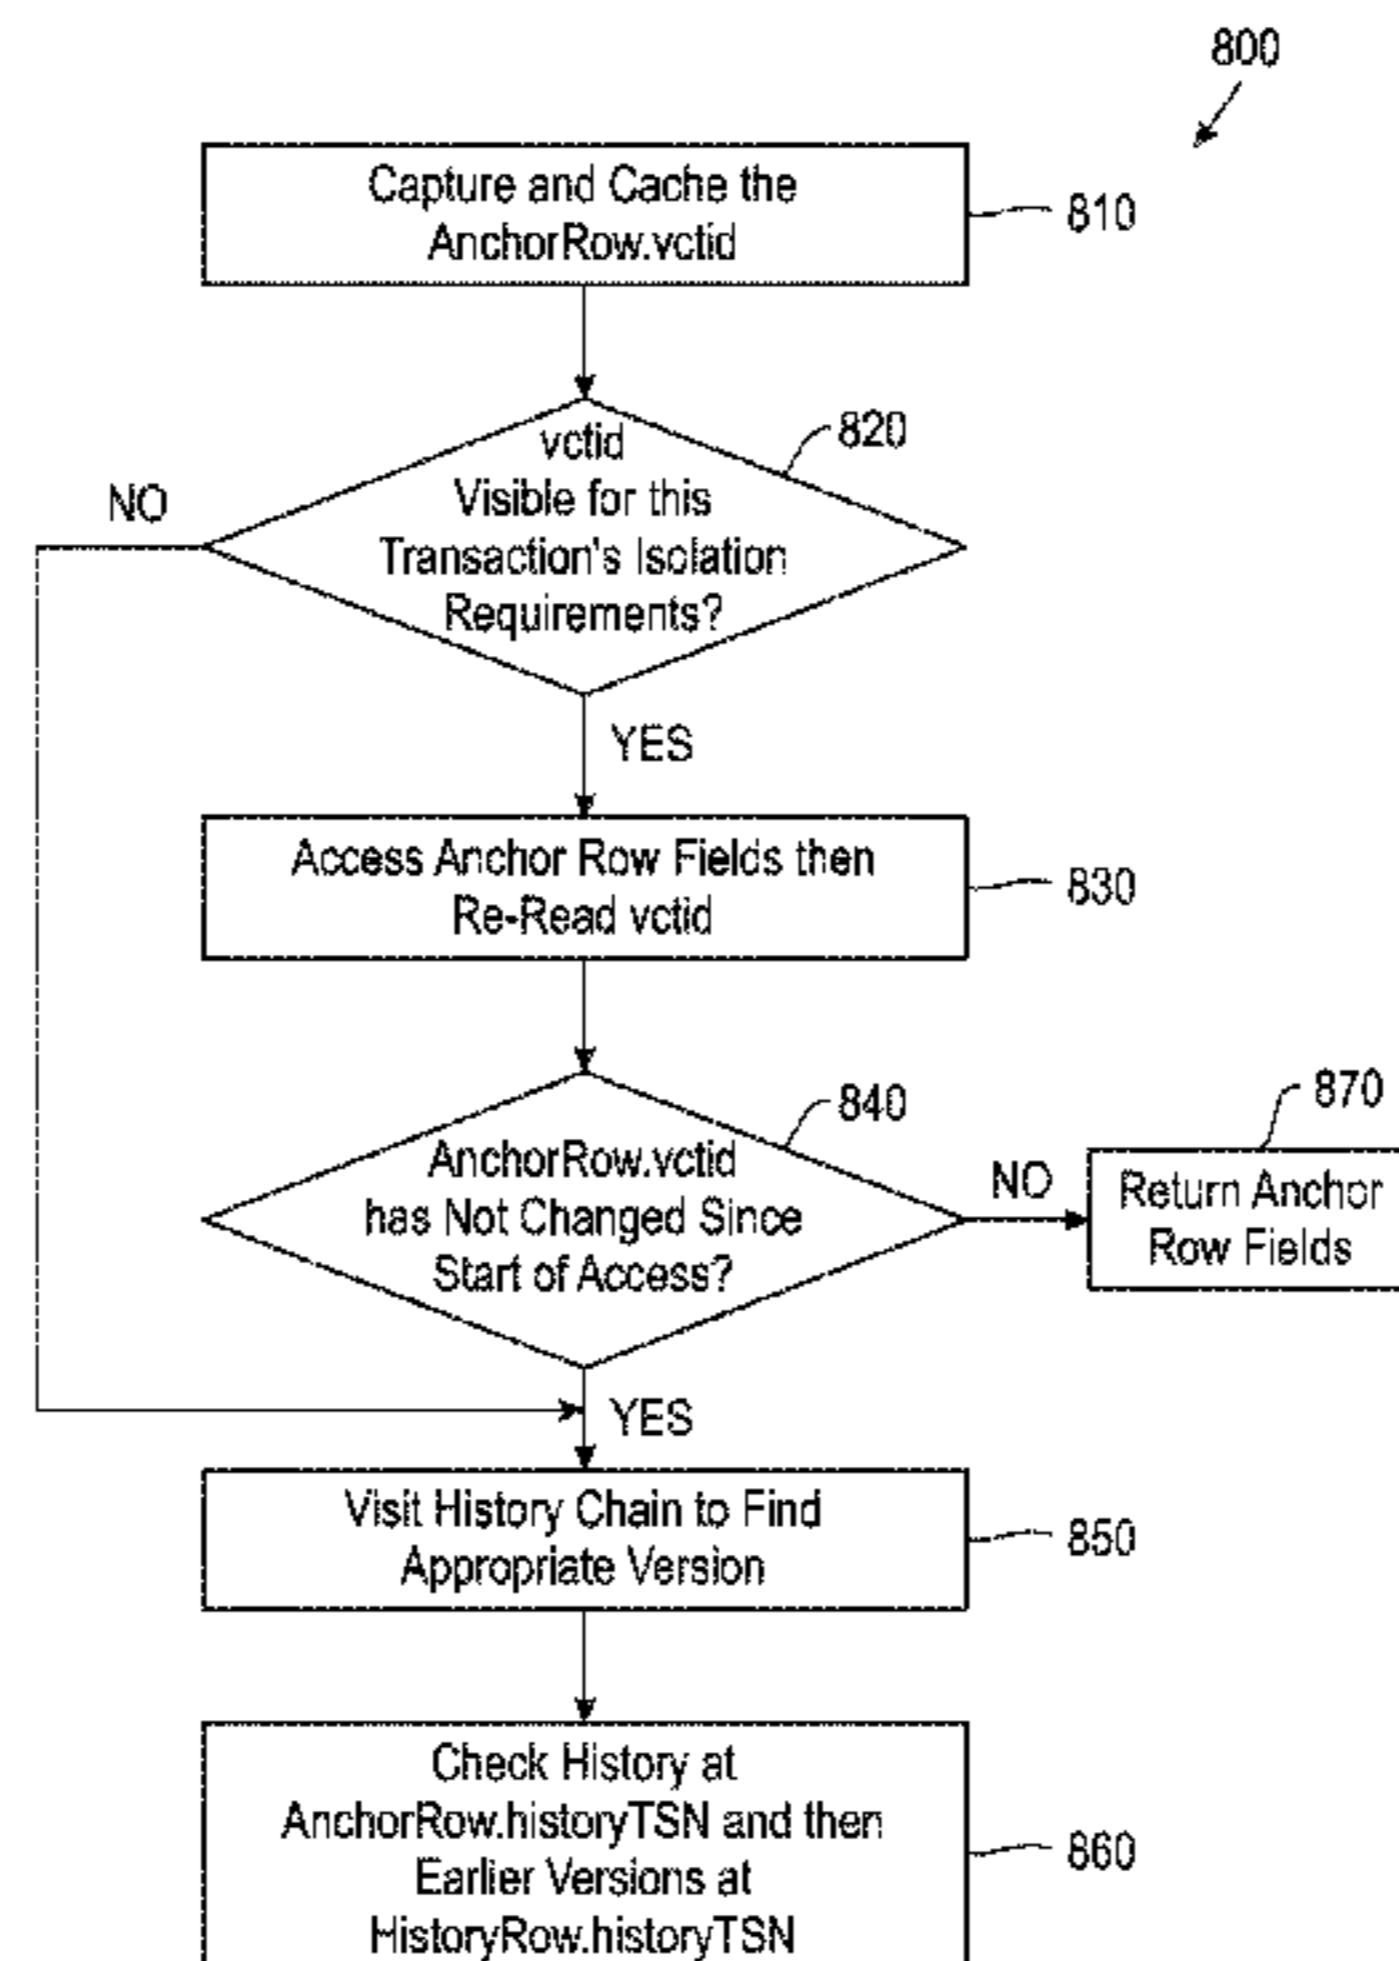 800
Capture and Cache the
AnchorRow.vctid
810
vctid
Visible for this
Transaction's Isolation
Requirements?
820
NO
YES
Access Anchor Row Fields then
Re-Read vctid
830
AnchorRow.vctid
has Not Changed Since
Start of Access?
840
NO
870
Return Anchor
Row Fields
YES
Visit History Chain to Find
Appropriate Version
850
Check History at
AnchorRow.historyTSN and then
Earlier Versions at
HistoryRow.historyTSN
860